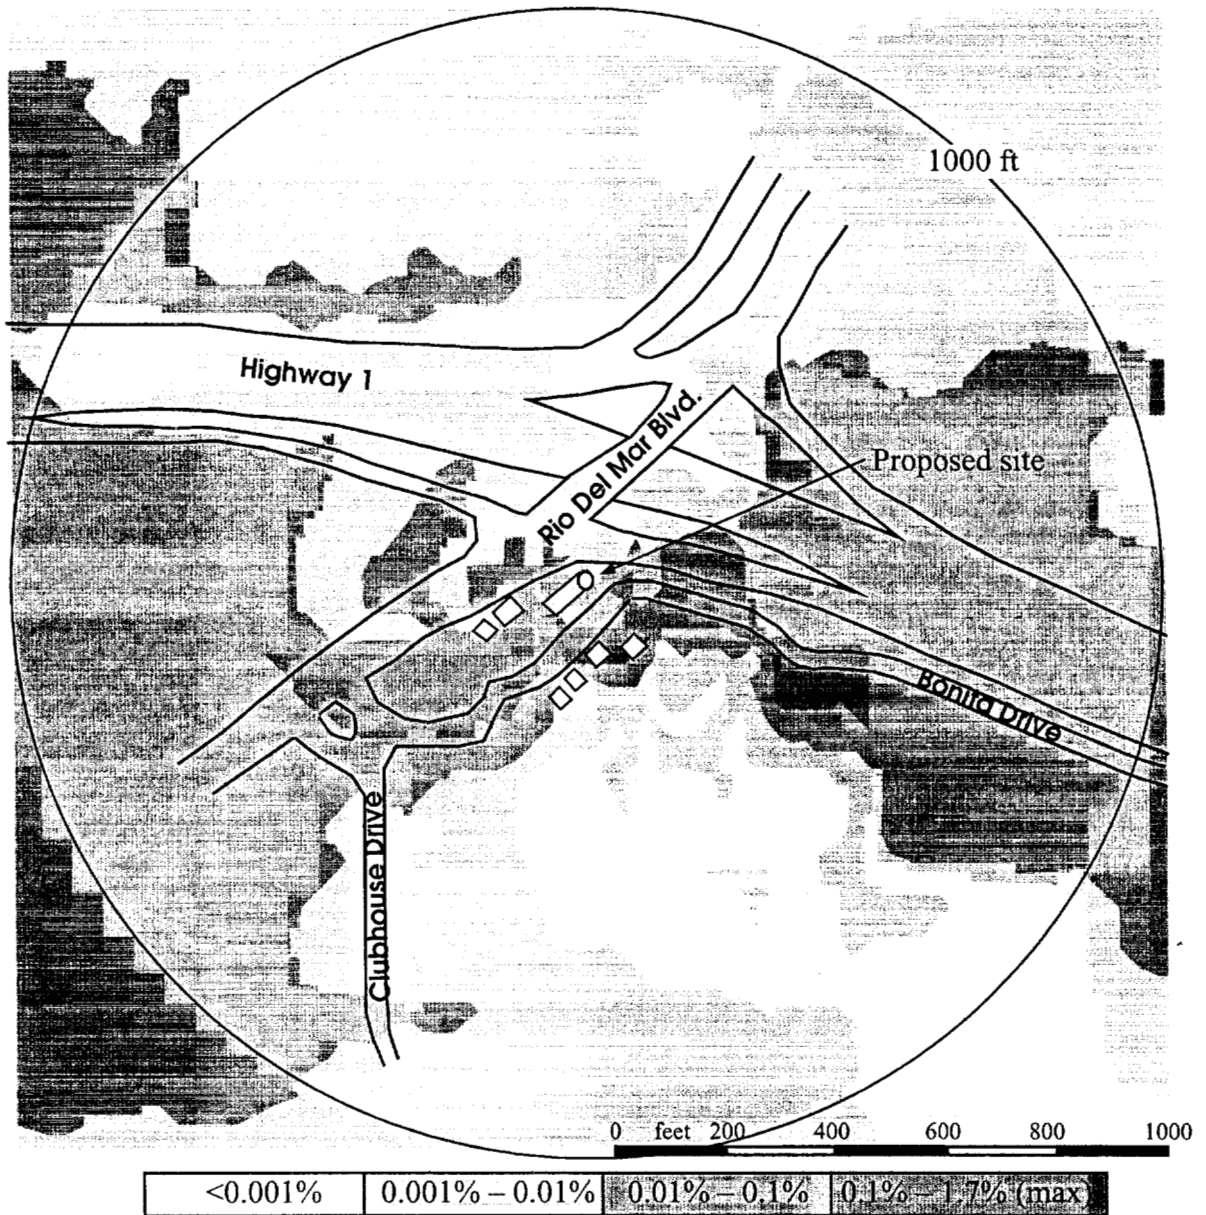 1000 ft
Highway 1
Rio Del Mar Blvd.
Proposed site
Bonita Drive
Clubhouse Drive
0 feet 200 400 600 800 1000
<0.001% 0.001% – 0.01% 0.01% – 0.1% 0.1% – 1.7% (max)